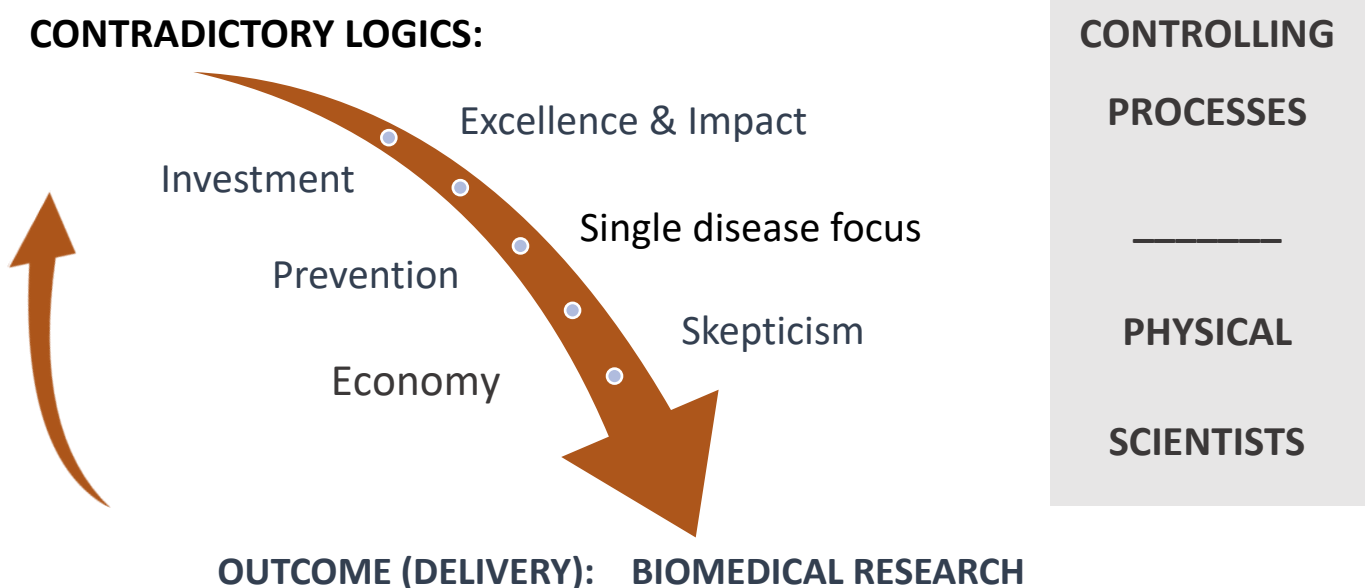 CONTRADICTORY LOGICS:
Excellence & Impact
Investment
Single disease focus
Prevention
Skepticism
Economy
OUTCOME (DELIVERY): BIOMEDICAL RESEARCH
CONTROLLING
PROCESSES
_______
PHYSICAL
SCIENTISTS